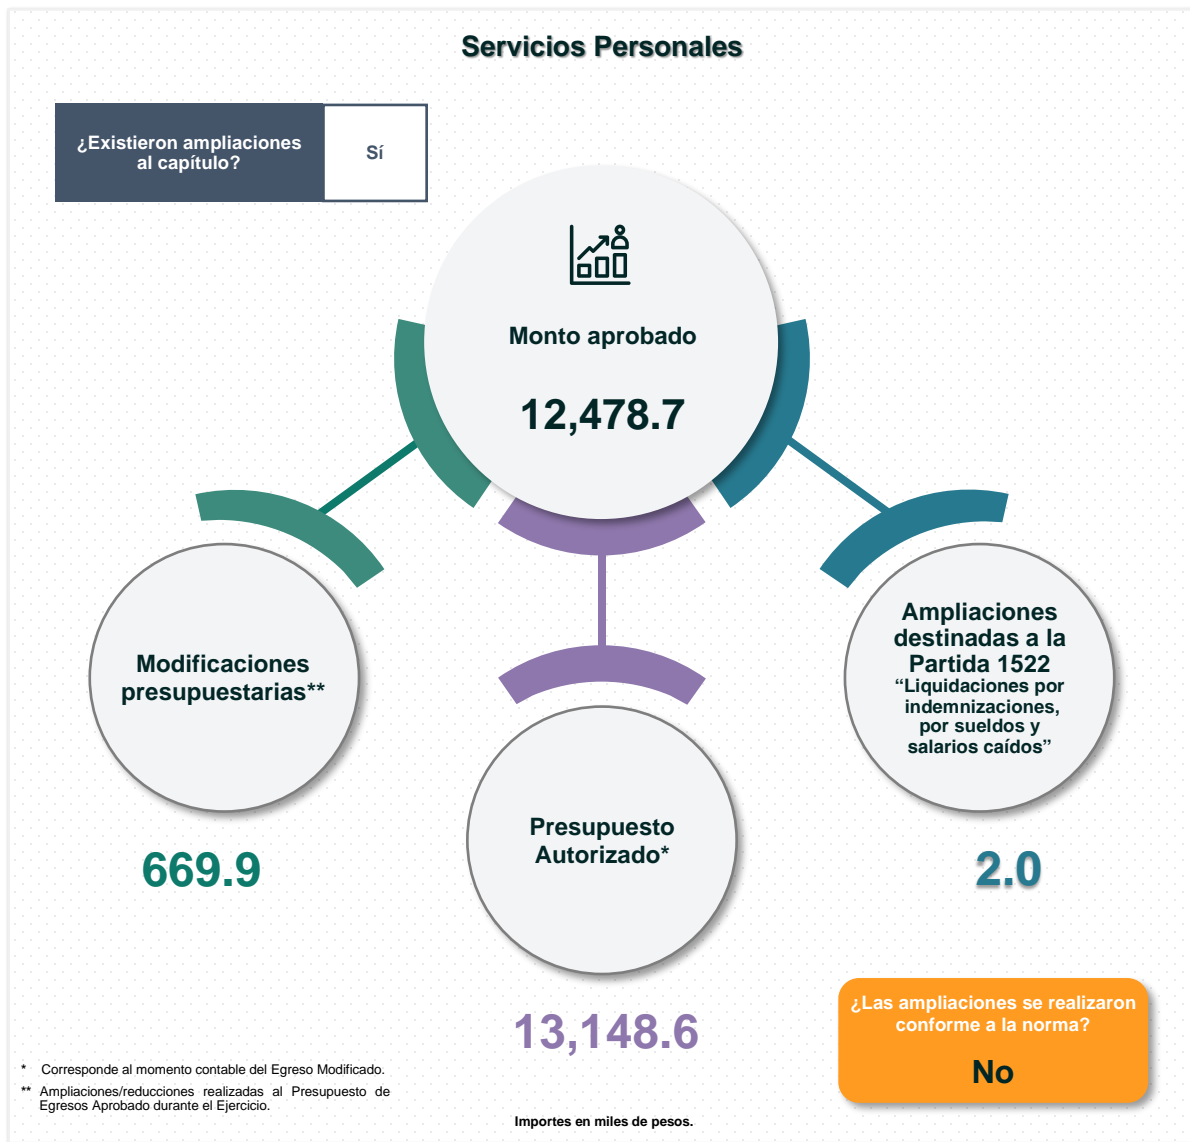 Servicios Personales
¿Existieron ampliaciones
al capítulo?
Sí
Monto aprobado
12,478.7
Modificaciones
presupuestarias**
669.9
Presupuesto
Autorizado*
13,148.6
Ampliaciones
destinadas a la
Partida 1522
“Liquidaciones por
indemnizaciones,
por sueldos y
salarios caídos”
2.0
¿Las ampliaciones se realizaron
conforme a la norma?
No
* Corresponde al momento contable del Egreso Modificado.
** Ampliaciones/reducciones realizadas al Presupuesto de
Egresos Aprobado durante el Ejercicio.
Importes en miles de pesos.